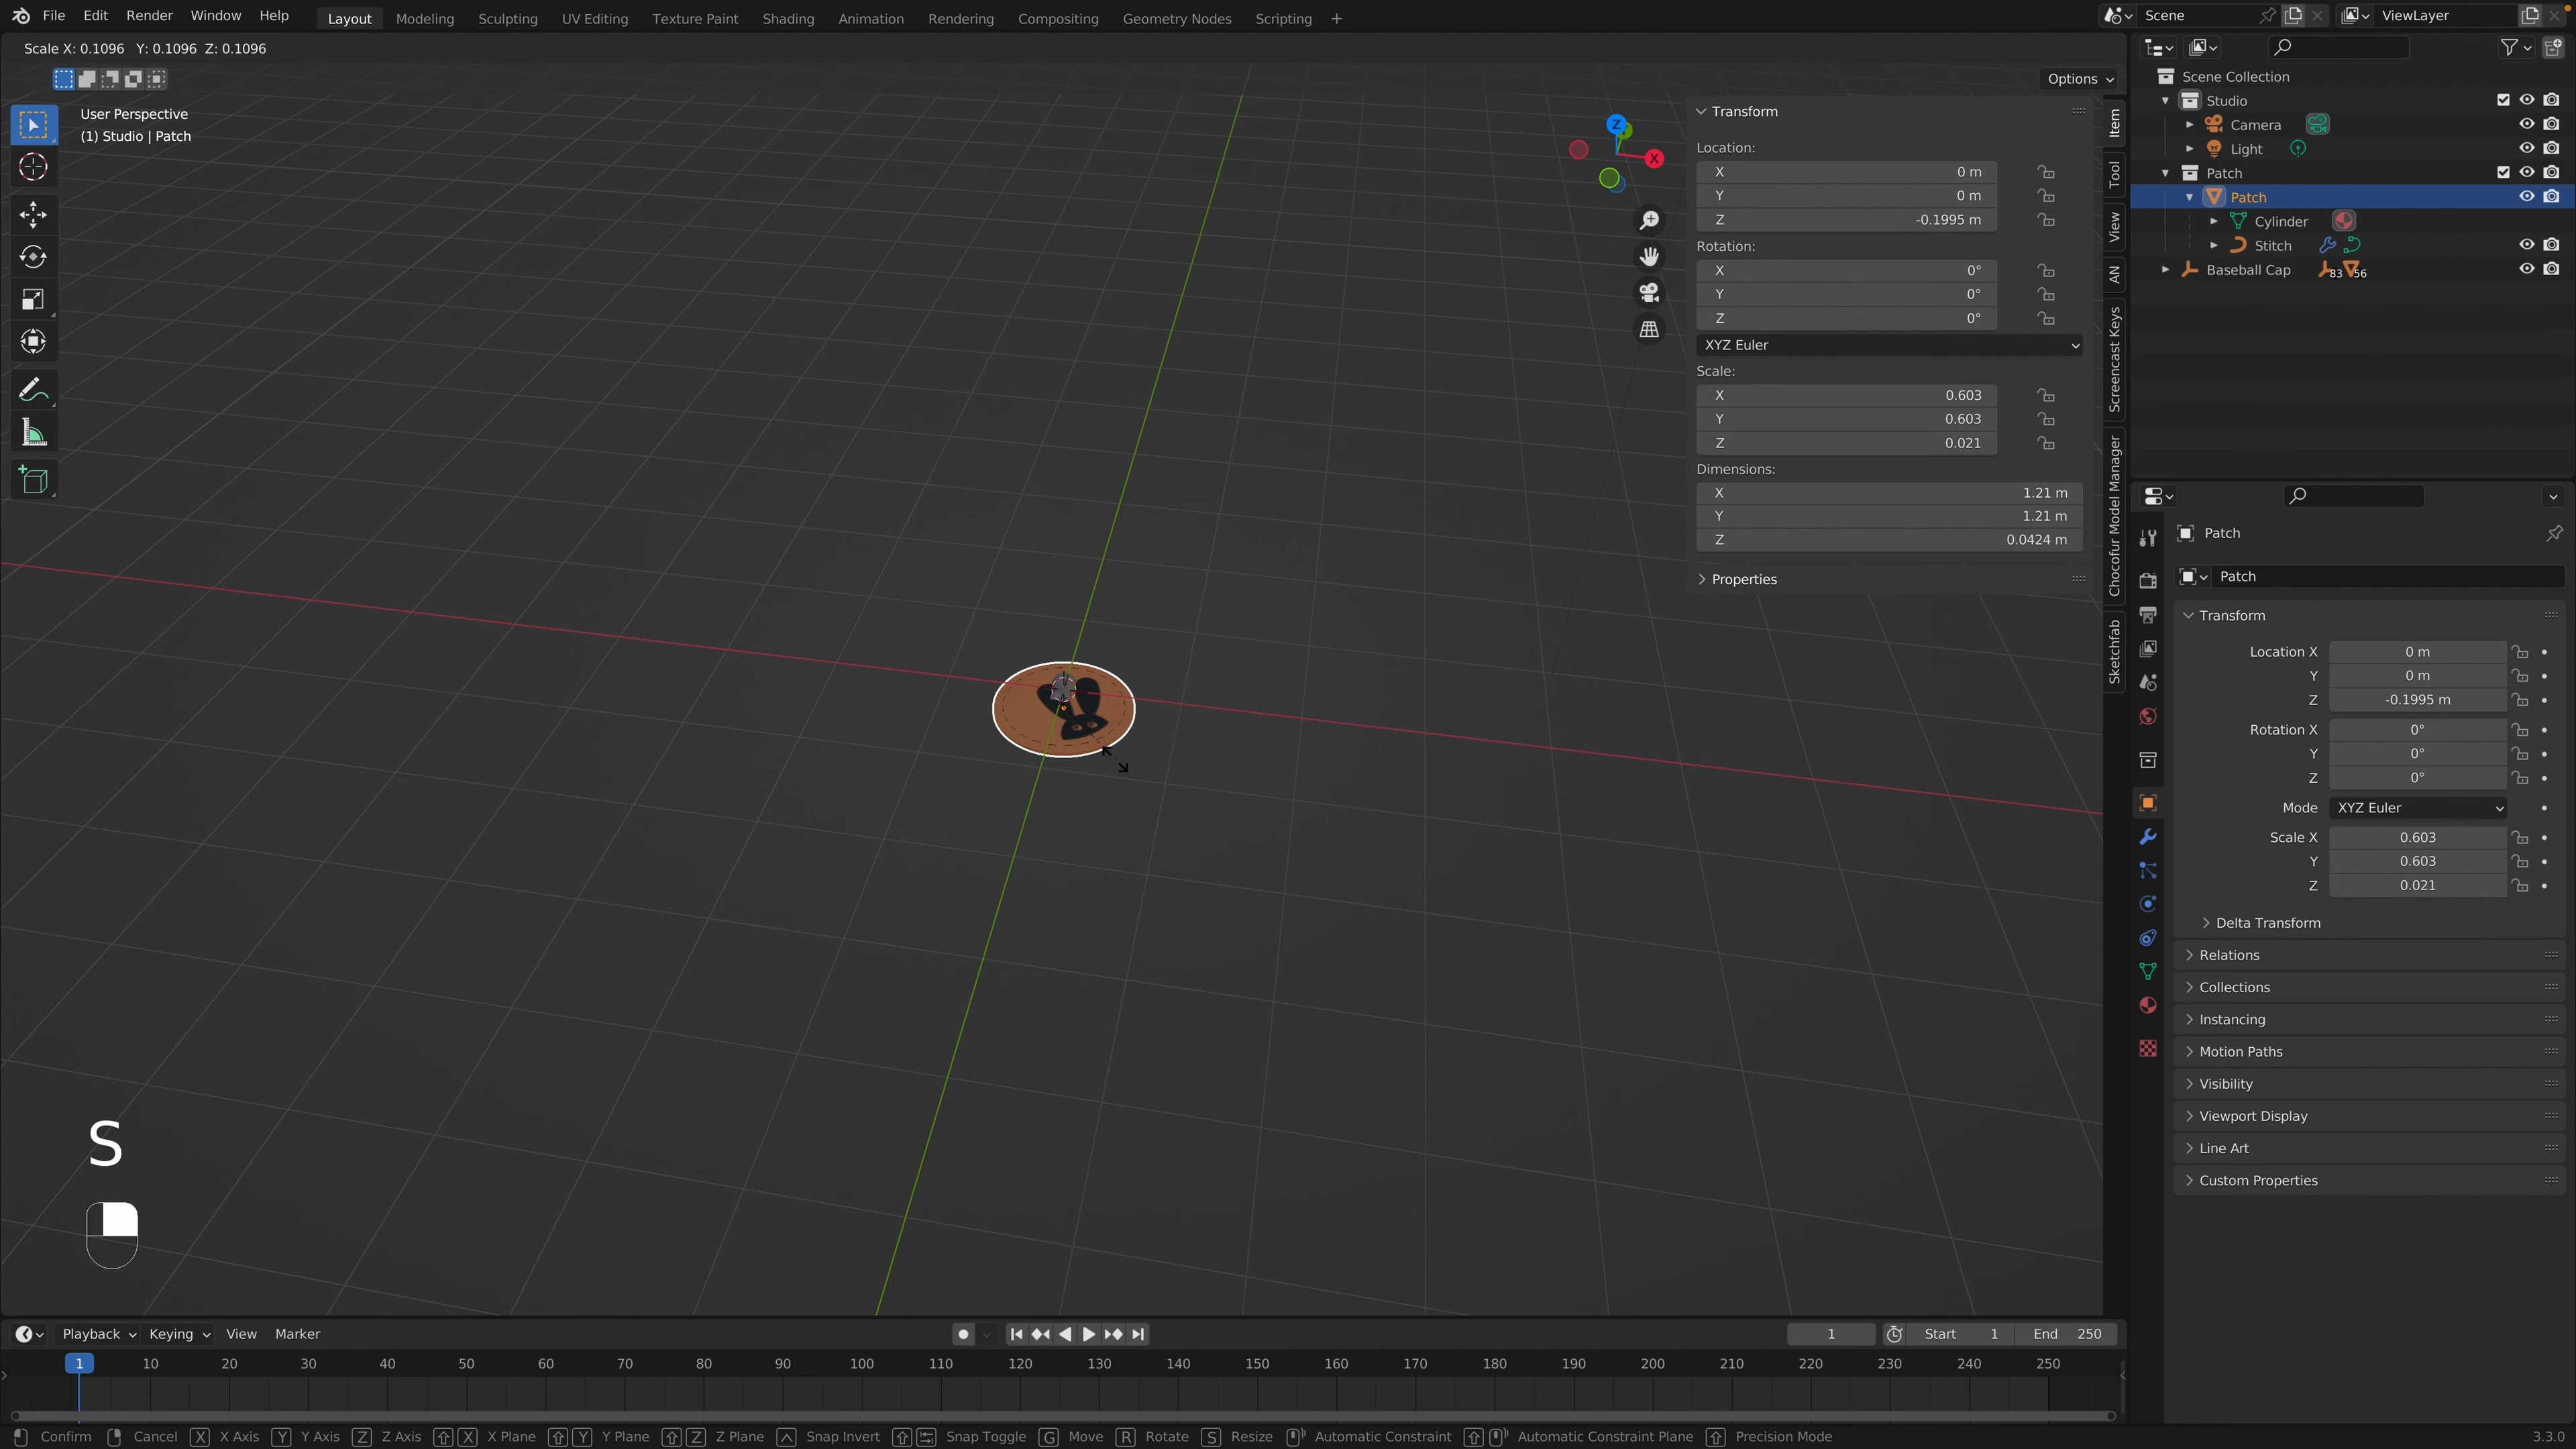 File Edit Render Window Help Layout Modeling Sculpting UV Editing Texture Paint Shading Animation Rendering Compositing Geometry Nodes Scripting + Scene ViewLayer
Scale X: 0.1096 Y: 0.1096 Z: 0.1096
Options
User Perspective
(1) Studio | Patch
Z
X
Transform
Location:
X 0 m
Y 0 m
Z -0.1995 m
Rotation:
X 0°
Y 0°
Z 0°
XYZ Euler
Scale:
X 0.603
Y 0.603
Z 0.021
Dimensions:
X 1.21 m
Y 1.21 m
Z 0.0424 m
Properties
Item
Tool
View
AN
Screencast Keys
Chocofur Model Manager
Sketchfab
Scene Collection
Studio
Camera
Light
Patch
Patch
Cylinder
Stitch
Baseball Cap 83 56
Patch
Patch
Transform
Location X 0 m
Y 0 m
Z -0.1995 m
Rotation X 0°
Y 0°
Z 0°
Mode XYZ Euler
Scale X 0.603
Y 0.603
Z 0.021
Delta Transform
Relations
Collections
Instancing
Motion Paths
Visibility
Viewport Display
Line Art
Custom Properties
S
Playback Keying View Marker 1 Start 1 End 250
1 10 20 30 40 50 60 70 80 90 100 110 120 130 140 150 160 170 180 190 200 210 220 230 240 250
Confirm Cancel X X Axis Y Y Axis Z Z Axis X X Plane Y Y Plane Z Z Plane Snap Invert Snap Toggle G Move R Rotate S Resize Automatic Constraint Automatic Constraint Plane Precision Mode 3.3.0